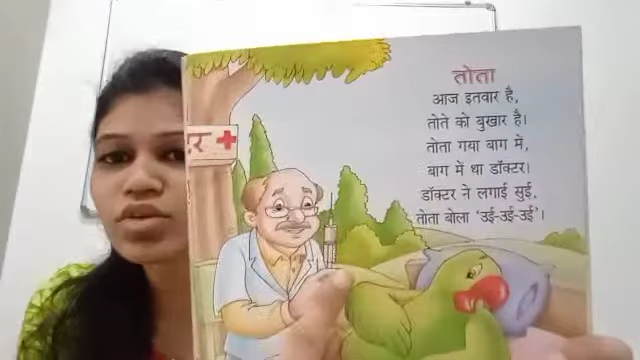 तोता
आज इतवार है,
तोते को बुखार है।
तोता गया बाग में,
बाग में था डॉक्टर।
डॉक्टर ने लगाई सुई,
तोता बोला 'उई-उई-उई'।